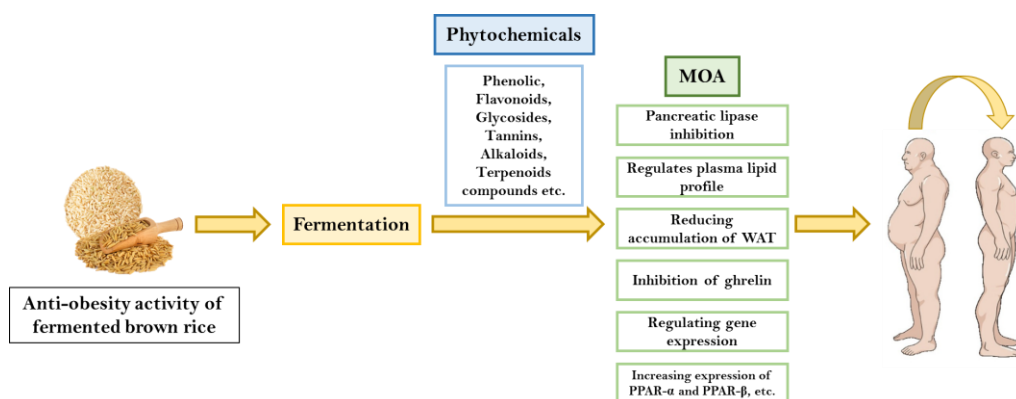 Anti-obesity activity of
fermented brown rice
Fermentation
Phytochemicals
Phenolic,
Flavonoids,
Glycosides,
Tannins,
Alkaloids,
Terpenoids
compounds etc.
MOA
Pancreatic lipase
inhibition
Regulates plasma lipid
profile
Reducing
accumulation of WAT
Inhibition of ghrelin
Regulating gene
expression
Increasing expression of
PPAR-α and PPAR-β, etc.